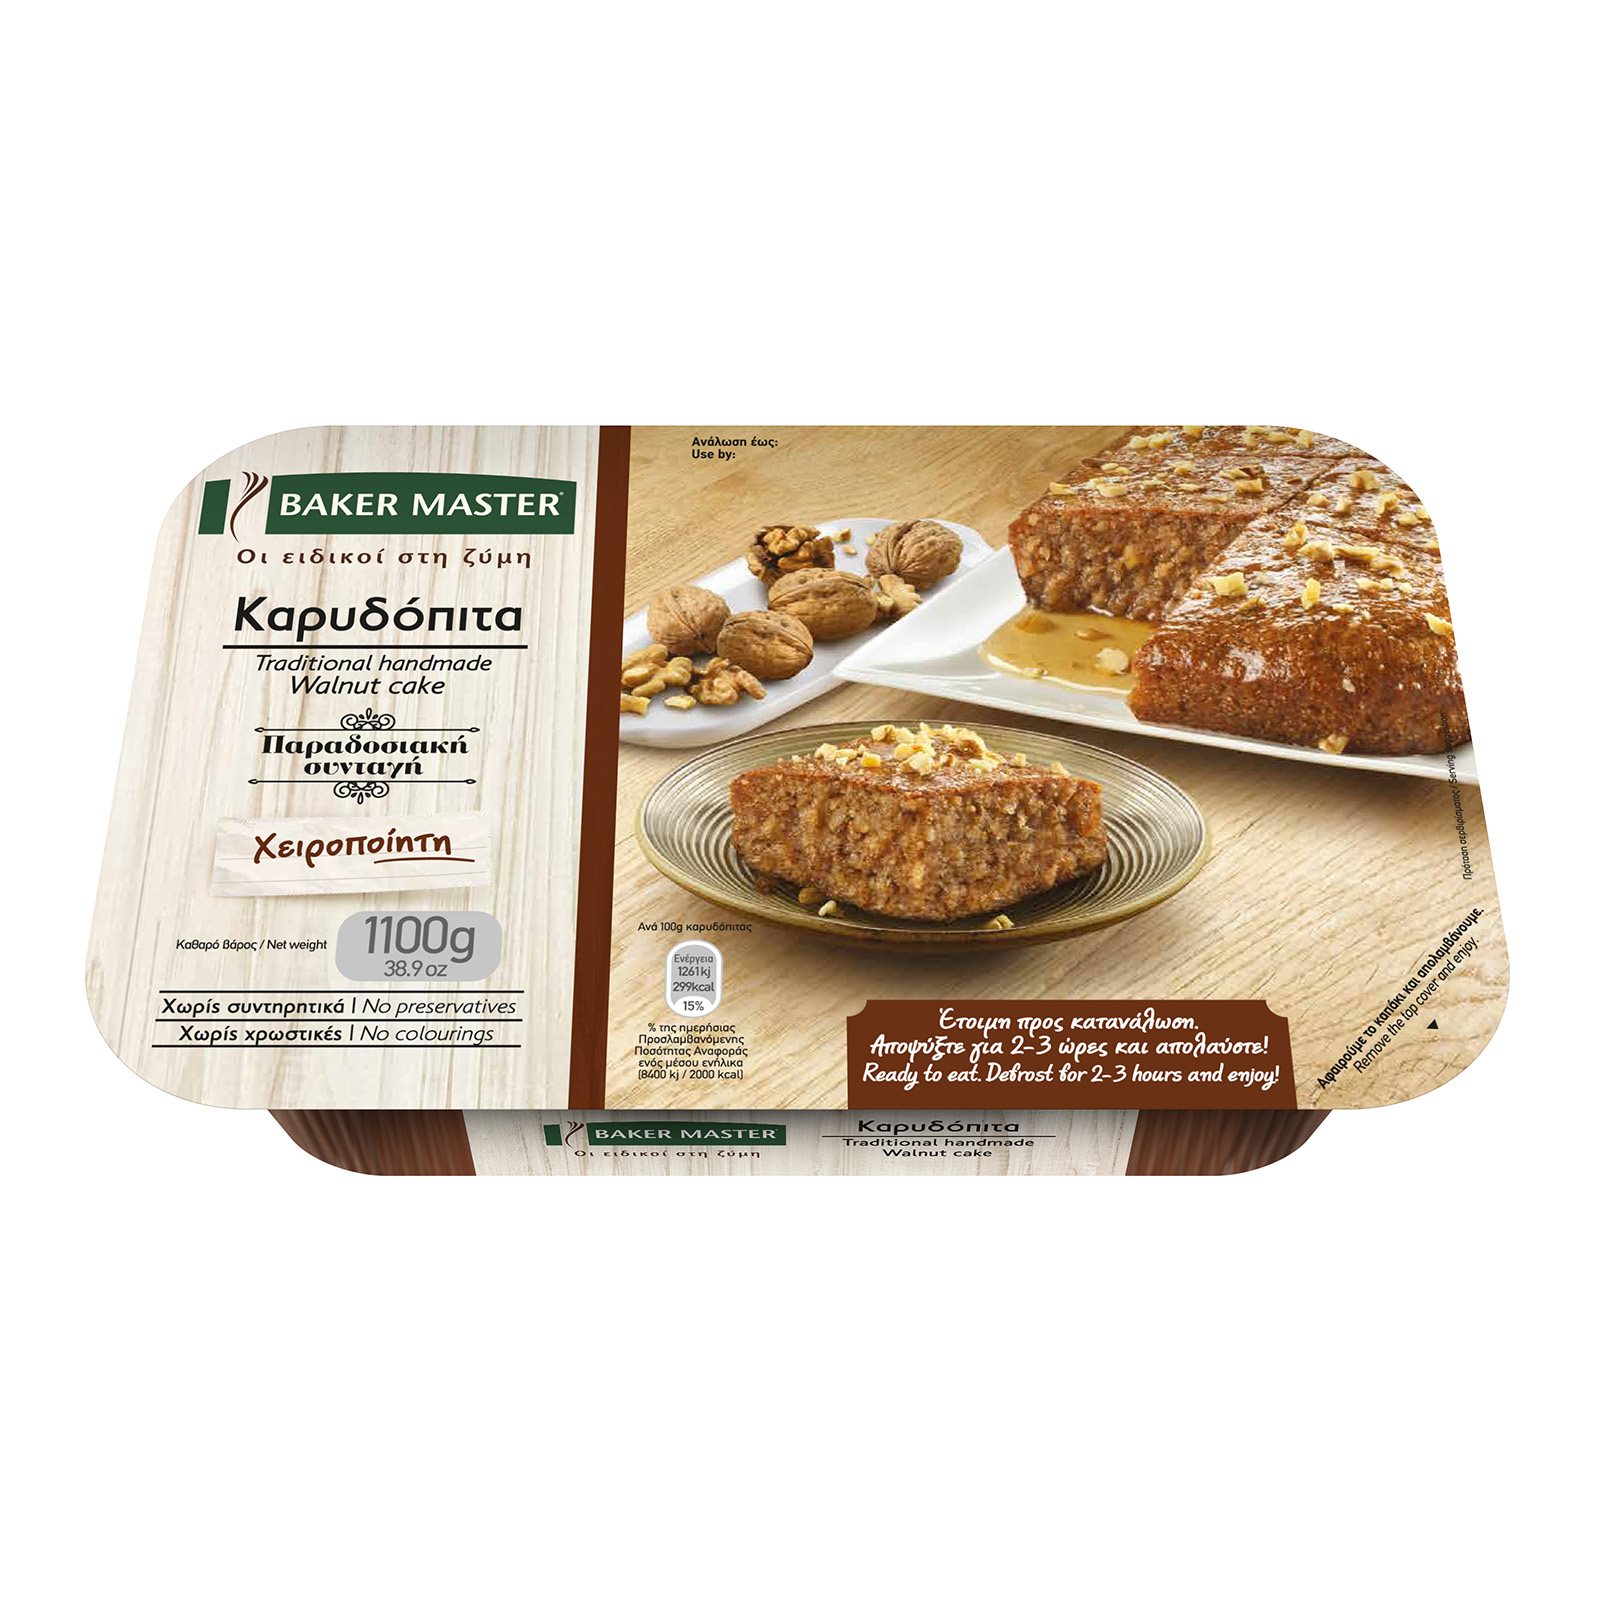 BAKER MASTER
Οι ειδικοί στη ζύμη
Καρυδόπιτα
Traditional handmade
Walnut cake
Παραδοσιακή
συνταγή
Χειροποίητη
Καθαρό βάρος / Net weight
1100g
38.9 oz
Χωρίς συντηρητικά | No preservatives
Χωρίς χρωστικές | No colourings
Ανάλωση έως:
Use by:
Ανά 100g καρυδόπιτας
Ενέργεια
1261kj
299kcal
15%
% της ημερήσιας
Προσλαμβανόμενης
Ποσότητας Αναφοράς
ενός μέσου ενήλικα
(8400 kj / 2000 kcal)
Έτοιμη προς κατανάλωση.
Αποψύξτε για 2-3 ώρες και απολαύστε!
Ready to eat. Defrost for 2-3 hours and enjoy!
Πρόταση σερβιρίσματος / Serving suggestion
Αφαιρούμε το καπάκι και απολαμβάνουμε.
Remove the top cover and enjoy.
BAKER MASTER
Οι ειδικοί στη ζύμη
Καρυδόπιτα
Traditional handmade
Walnut cake